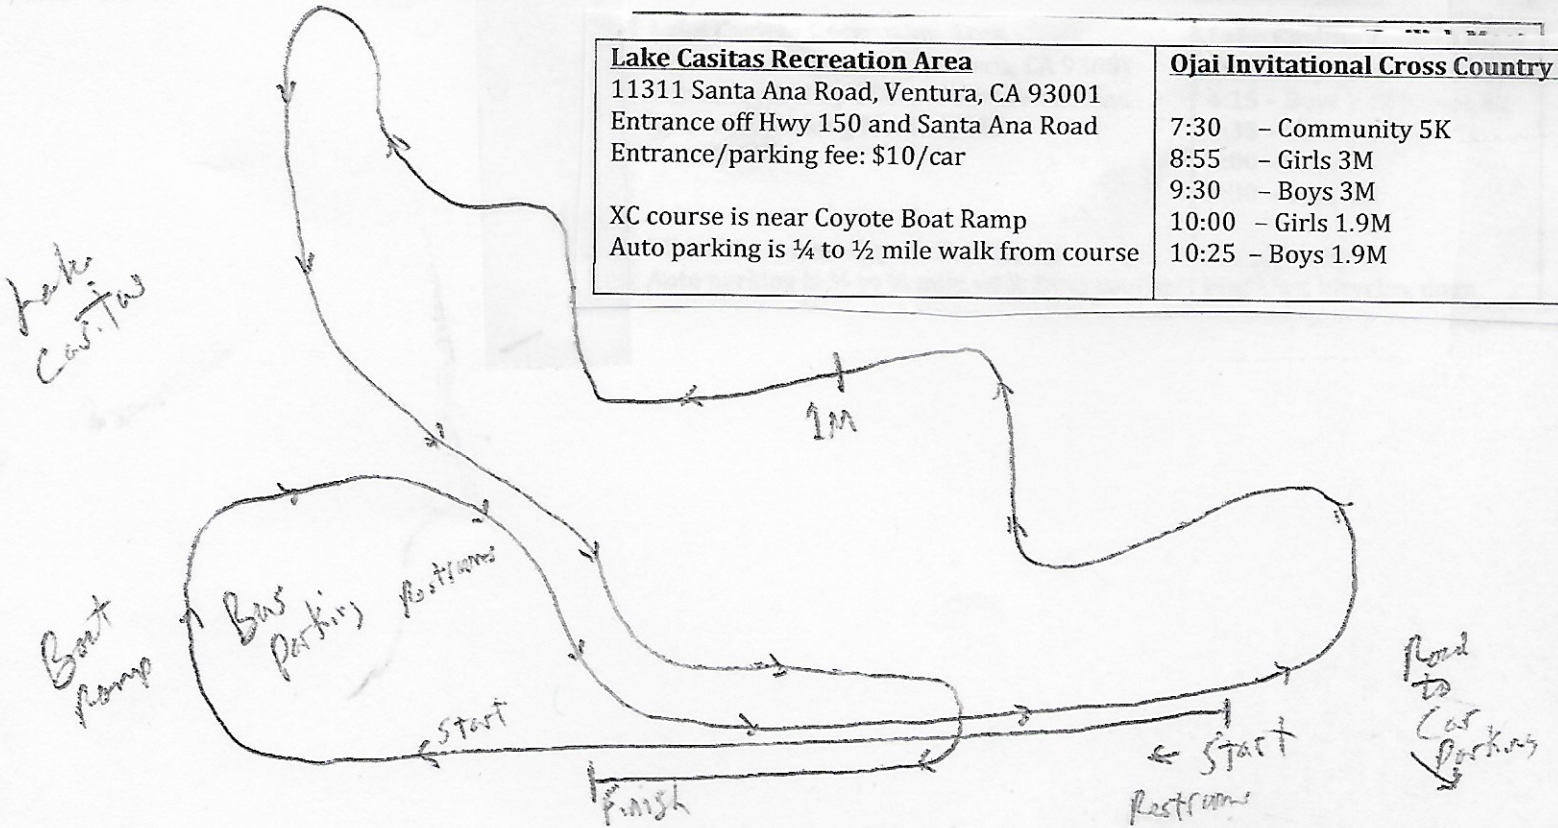 Lake Casitas Recreation Area
11311 Santa Ana Road, Ventura, CA 93001
Entrance off Hwy 150 and Santa Ana Road
Entrance/parking fee: $10/car
XC course is near Coyote Boat Ramp
Auto parking is ¼ to ½ mile walk from course
Ojai Invitational Cross Country
7:30 – Community 5K
8:55 – Girls 3M
9:30 – Boys 3M
10:00 – Girls 1.9M
10:25 – Boys 1.9M
Lake
Casitas
1M
Bus
Parking
Restrooms
Boat
Ramp
Start
Finish
← Start
Restrooms
Road
to
Car
Parking